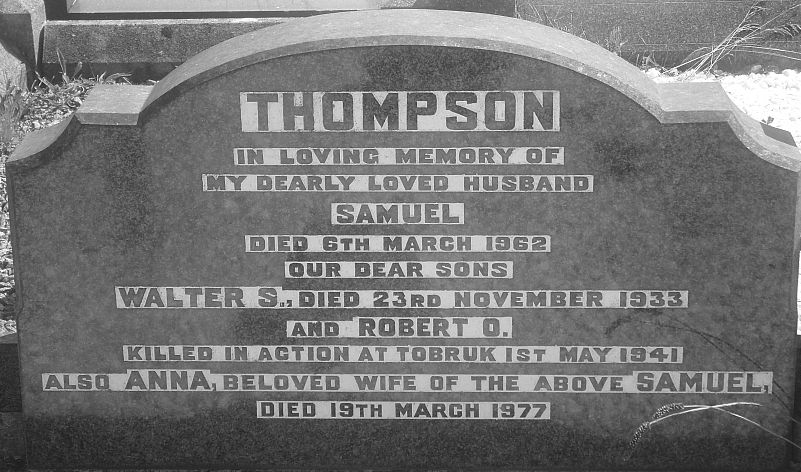 THOMPSON
IN LOVING MEMORY OF
MY DEARLY LOVED HUSBAND
SAMUEL
DIED 6TH MARCH 1962
OUR DEAR SONS
WALTER S., DIED 23RD NOVEMBER 1933
AND ROBERT O.
KILLED IN ACTION AT TOBRUK 1ST MAY 1941
ALSO ANNA, BELOVED WIFE OF THE ABOVE SAMUEL,
DIED 19TH MARCH 1977